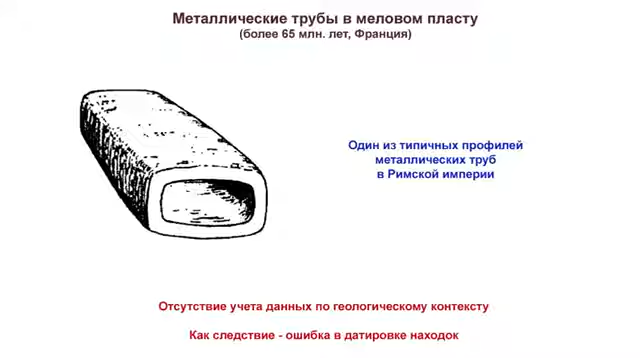 Металлические трубы в меловом пласту
(более 65 млн. лет, Франция)
Один из типичных профилей
металлических труб
в Римской империи
Отсутствие учета данных по геологическому контексту
Как следствие - ошибка в датировке находок